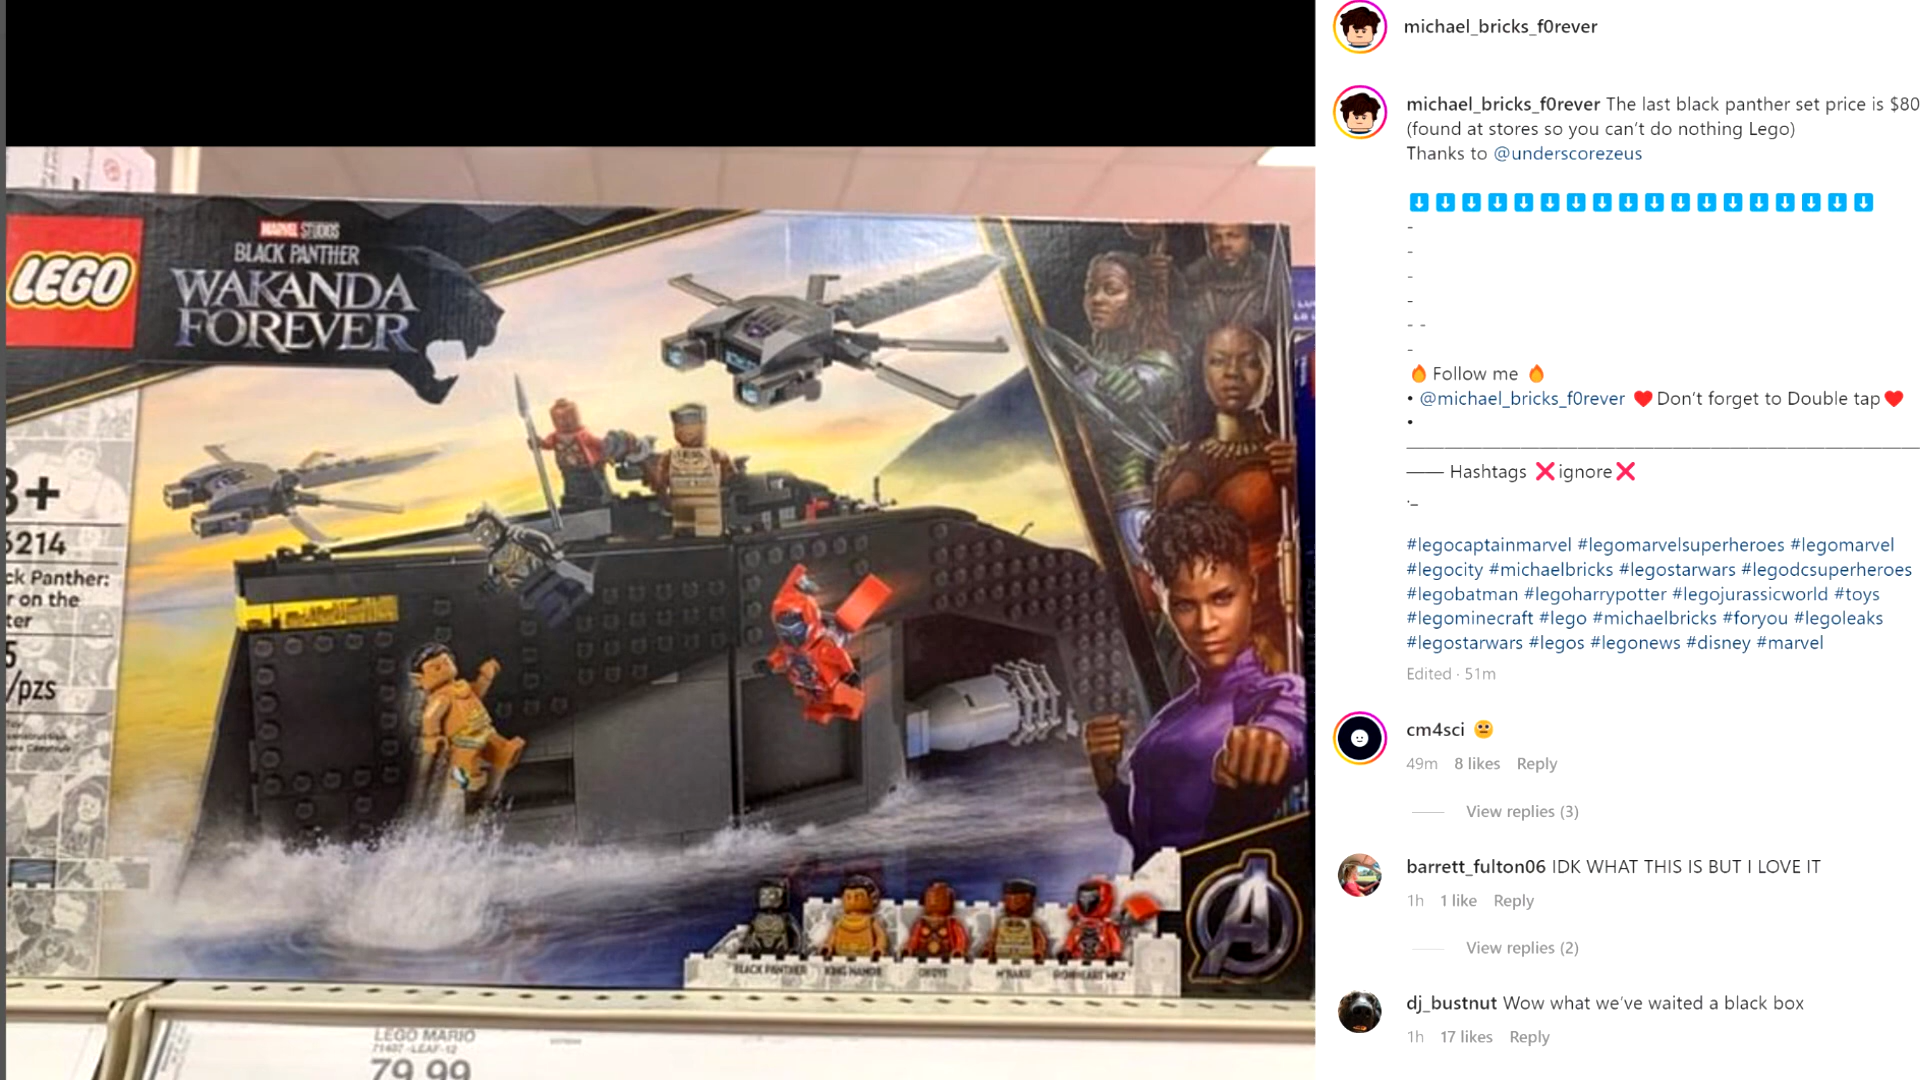 LEGO
MARVEL STUDIOS
BLACK PANTHER
WAKANDA
FOREVER
6214
ck Panther:
r on the
ter
5
/pzs
BLACK PANTHER
KING NAMOR
OKOYE
M'BAKU
IRONHEART MK2
LEGO MARIO
71407 -LEAF-12
79.99
michael_bricks_f0rever
michael_bricks_f0rever The last black panther set price is $80
(found at stores so you can’t do nothing Lego)
Thanks to @underscorezeus
⬇️⬇️⬇️⬇️⬇️⬇️⬇️⬇️⬇️⬇️⬇️⬇️⬇️⬇️⬇️⬇️⬇️⬇️
-
-
-
-
- -
-
🔥 Follow me 🔥
• @michael_bricks_f0rever ❤️Don’t forget to Double tap❤️
•
—— Hashtags ❌ignore❌
._
#legocaptainmarvel #legomarvelsuperheroes #legomarvel
#legocity #michaelbricks #legostarwars #legodcsuperheroes
#legobatman #legoharrypotter #legojurassicworld #toys
#legominecraft #lego #michaelbricks #foryou #legoleaks
#legostarwars #legos #legonews #disney #marvel
Edited · 51m
cm4sci 😐
49m 8 likes Reply
View replies (3)
barrett_fulton06 IDK WHAT THIS IS BUT I LOVE IT
1h 1 like Reply
View replies (2)
dj_bustnut Wow what we’ve waited a black box
1h 17 likes Reply